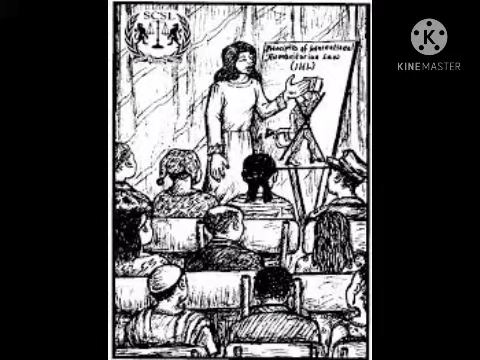 SCSL
Principles of International
Humanitarian Law
(IHL)
KINEMASTER